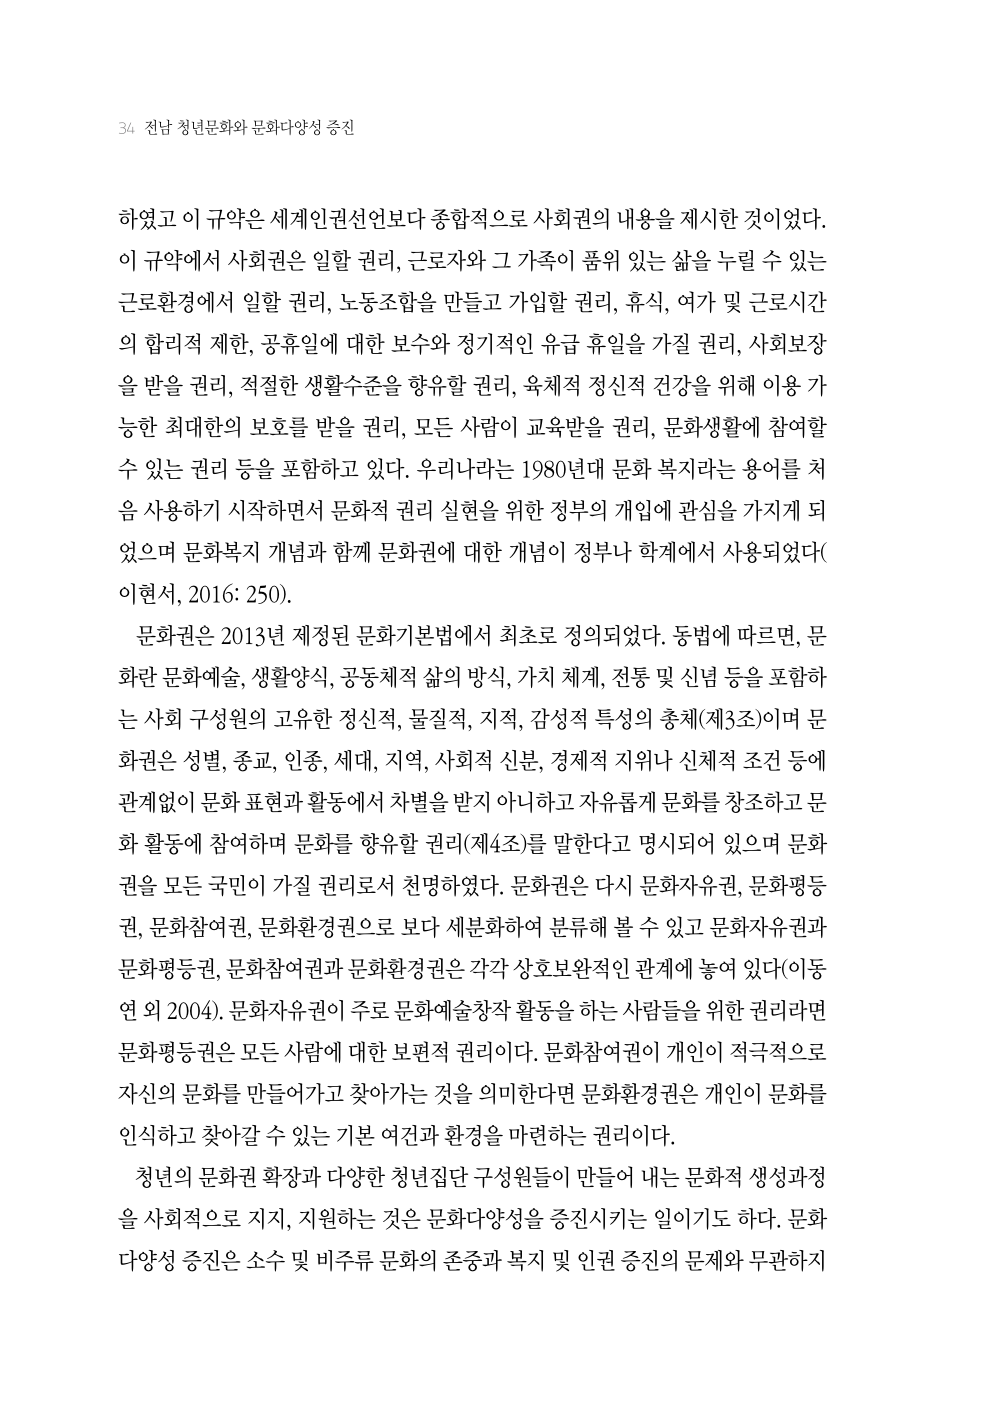 34 전남 청년문화와 문화다양성 증진
하였고 이 규약은 세계인권선언보다 종합적으로 사회권의 내용을 제시한 것이었다.
이 규약에서 사회권은 일할 권리, 근로자와 그 가족이 품위 있는 삶을 누릴 수 있는
근로환경에서 일할 권리, 노동조합을 만들고 가입할 권리, 휴식, 여가 및 근로시간
의 합리적 제한, 공휴일에 대한 보수와 정기적인 유급 휴일을 가질 권리, 사회보장
을 받을 권리, 적절한 생활수준을 향유할 권리, 육체적 정신적 건강을 위해 이용 가
능한 최대한의 보호를 받을 권리, 모든 사람이 교육받을 권리, 문화생활에 참여할
수 있는 권리 등을 포함하고 있다. 우리나라는 1980년대 문화 복지라는 용어를 처
음 사용하기 시작하면서 문화적 권리 실현을 위한 정부의 개입에 관심을 가지게 되
었으며 문화복지 개념과 함께 문화권에 대한 개념이 정부나 학계에서 사용되었다(
이현서, 2016: 250).
문화권은 2013년 제정된 문화기본법에서 최초로 정의되었다. 동법에 따르면, 문
화란 문화예술, 생활양식, 공동체적 삶의 방식, 가치 체계, 전통 및 신념 등을 포함하
는 사회 구성원의 고유한 정신적, 물질적, 지적, 감성적 특성의 총체(제3조)이며 문
화권은 성별, 종교, 인종, 세대, 지역, 사회적 신분, 경제적 지위나 신체적 조건 등에
관계없이 문화 표현과 활동에서 차별을 받지 아니하고 자유롭게 문화를 창조하고 문
화 활동에 참여하며 문화를 향유할 권리(제4조)를 말한다고 명시되어 있으며 문화
권을 모든 국민이 가질 권리로서 천명하였다. 문화권은 다시 문화자유권, 문화평등
권, 문화참여권, 문화환경권으로 보다 세분화하여 분류해 볼 수 있고 문화자유권과
문화평등권, 문화참여권과 문화환경권은 각각 상호보완적인 관계에 놓여 있다(이동
연 외 2004). 문화자유권이 주로 문화예술창작 활동을 하는 사람들을 위한 권리라면
문화평등권은 모든 사람에 대한 보편적 권리이다. 문화참여권이 개인이 적극적으로
자신의 문화를 만들어가고 찾아가는 것을 의미한다면 문화환경권은 개인이 문화를
인식하고 찾아갈 수 있는 기본 여건과 환경을 마련하는 권리이다.
청년의 문화권 확장과 다양한 청년집단 구성원들이 만들어 내는 문화적 생성과정
을 사회적으로 지지, 지원하는 것은 문화다양성을 증진시키는 일이기도 하다. 문화
다양성 증진은 소수 및 비주류 문화의 존중과 복지 및 인권 증진의 문제와 무관하지